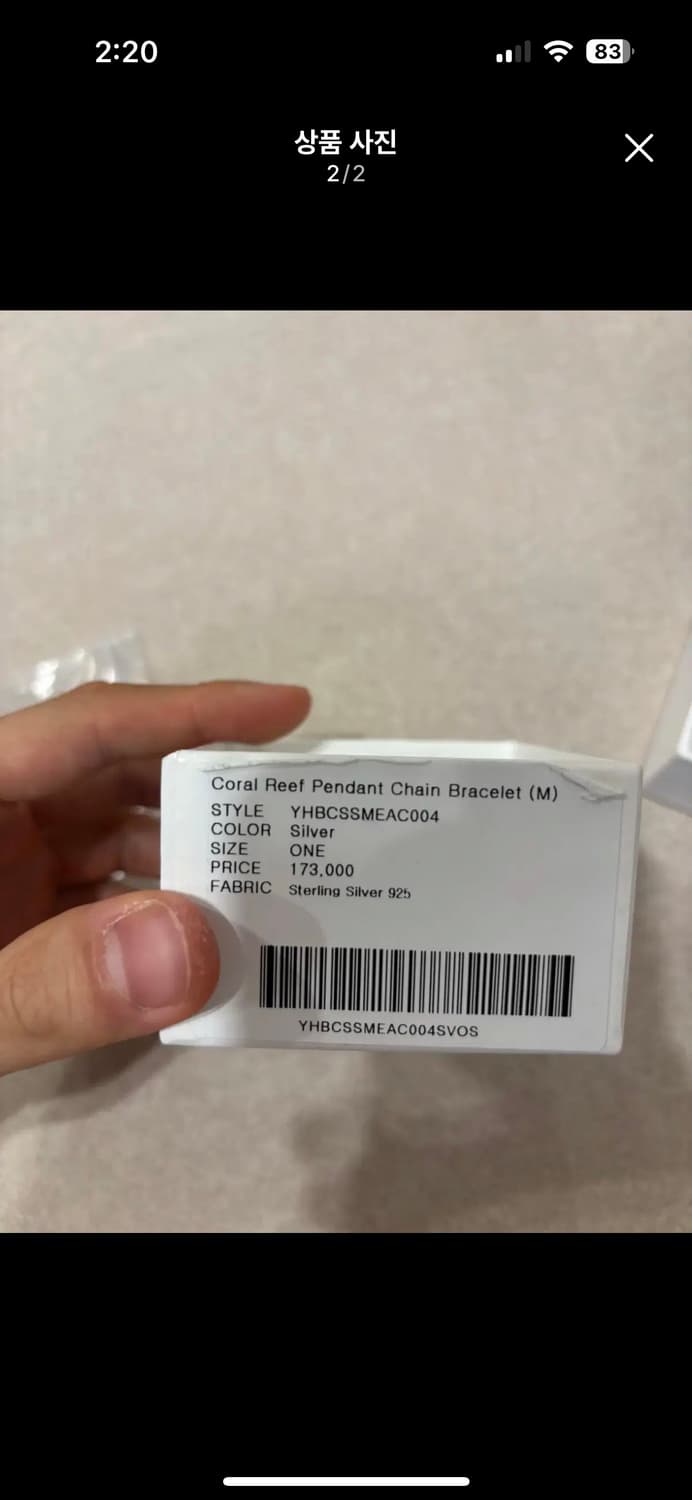 2:20
83
상품 사진
2/2
Coral Reef Pendant Chain Bracelet (M)
STYLE YHBCSSMEAC004
COLOR Silver
SIZE ONE
PRICE 173,000
FABRIC Sterling Silver 925
YHBCSSMEAC004SVOS